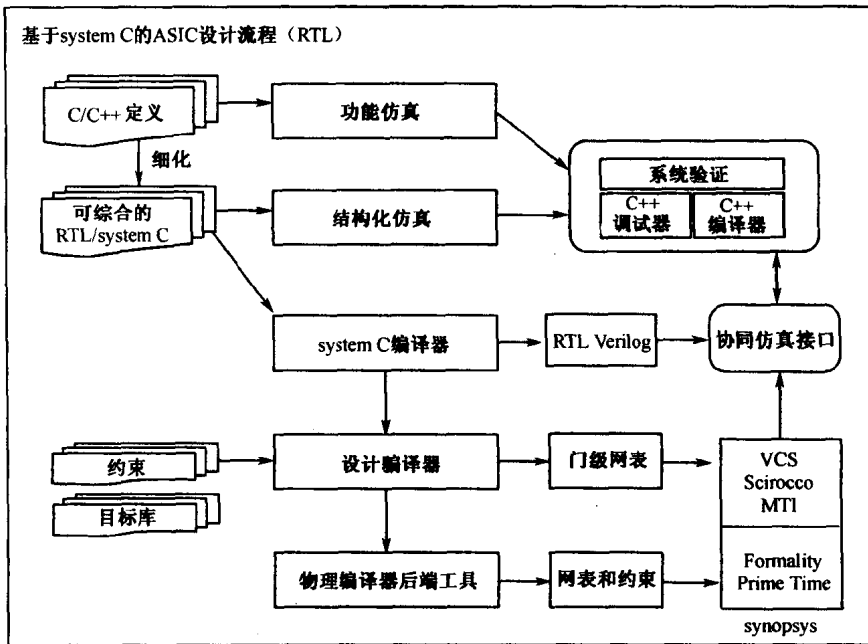 基于system C的ASIC设计流程（RTL）
C/C++ 定义
功能仿真
细化
系统验证
C++
调试器
C++
编译器
可综合的
RTL/system C
结构化仿真
system C编译器
RTL Verilog
协同仿真接口
约束
设计编译器
门级网表
VCS
Scirocco
MTI
目标库
物理编译器后端工具
网表和约束
Formality
Prime Time
synopsys